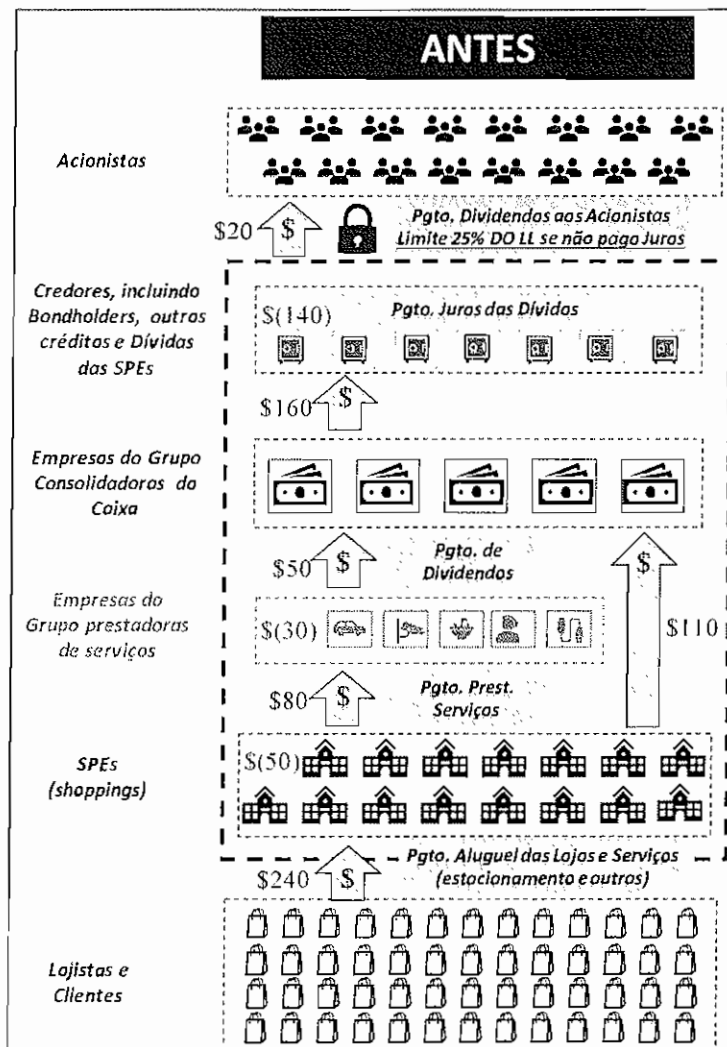 ANTES
Acionistas
$20
$
Pgto. Dividendos aos Acionistas
Limite 25% DO LL se não pago Juros
Credores, incluindo
Bondholders, outros
créditos e Dívidas
das SPEs
$(140)
Pgto. Juros das Dívidas
$160
$
Empresas do Grupo
Consolidadoras do
Caixa
$50
$
Pgto. de
Dividendos
$
$110
Empresas do
Grupo prestadoras
de serviços
$(30)
$80
$
Pgto. Prest.
Serviços
SPEs
(shoppings)
$(50)
$240
$
Pgto. Aluguel das Lojas e Serviços
(estacionamento e outros)
Lojistas e
Clientes